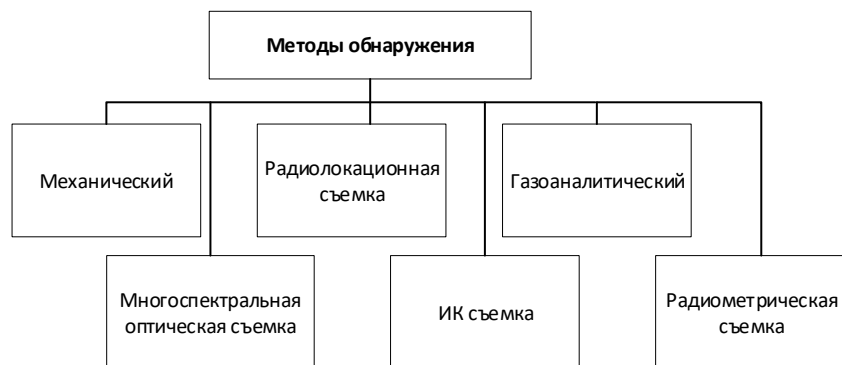 Методы обнаружения
Механический
Радиолокационная
съемка
Газоаналитический
Многоспектральная
оптическая съемка
ИК съемка
Радиометрическая
съемка